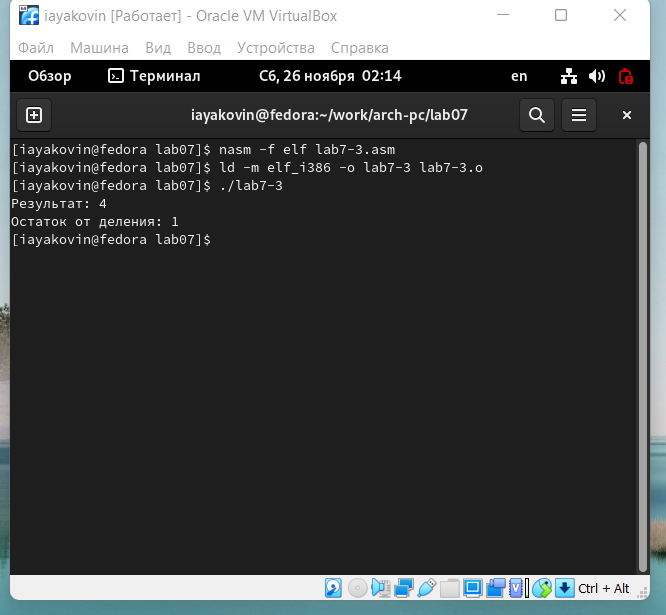 iayakovin [Работает] - Oracle VM VirtualBox
Файл Машина Вид Ввод Устройства Справка
Обзор Терминал Сб, 26 ноября 02:14 en
iayakovin@fedora:~/work/arch-pc/lab07
[iayakovin@fedora lab07]$ nasm -f elf lab7-3.asm
[iayakovin@fedora lab07]$ ld -m elf_i386 -o lab7-3 lab7-3.o
[iayakovin@fedora lab07]$ ./lab7-3
Результат: 4
Остаток от деления: 1
[iayakovin@fedora lab07]$
Ctrl + Alt